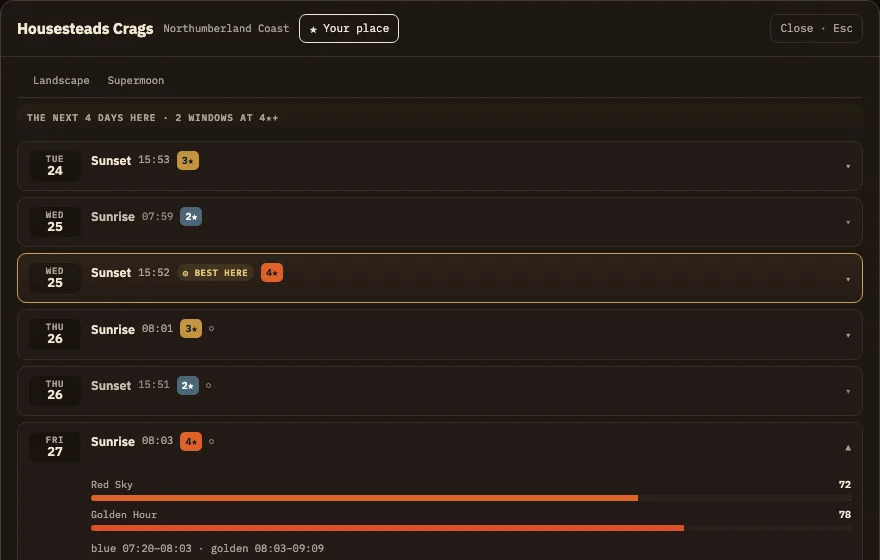 Housesteads Crags Northumberland Coast ★ Your place Close · Esc
Landscape Supermoon
THE NEXT 4 DAYS HERE · 2 WINDOWS AT 4★+
TUE
24
Sunset 15:53 3★
WED
25
Sunrise 07:59 2★
WED
25
Sunset 15:52 ◎ BEST HERE 4★
THU
26
Sunrise 08:01 3★ ○
THU
26
Sunset 15:51 2★ ○
FRI
27
Sunrise 08:03 4★ ○
Red Sky 72
Golden Hour 78
blue 07:20–08:03 · golden 08:03–09:09